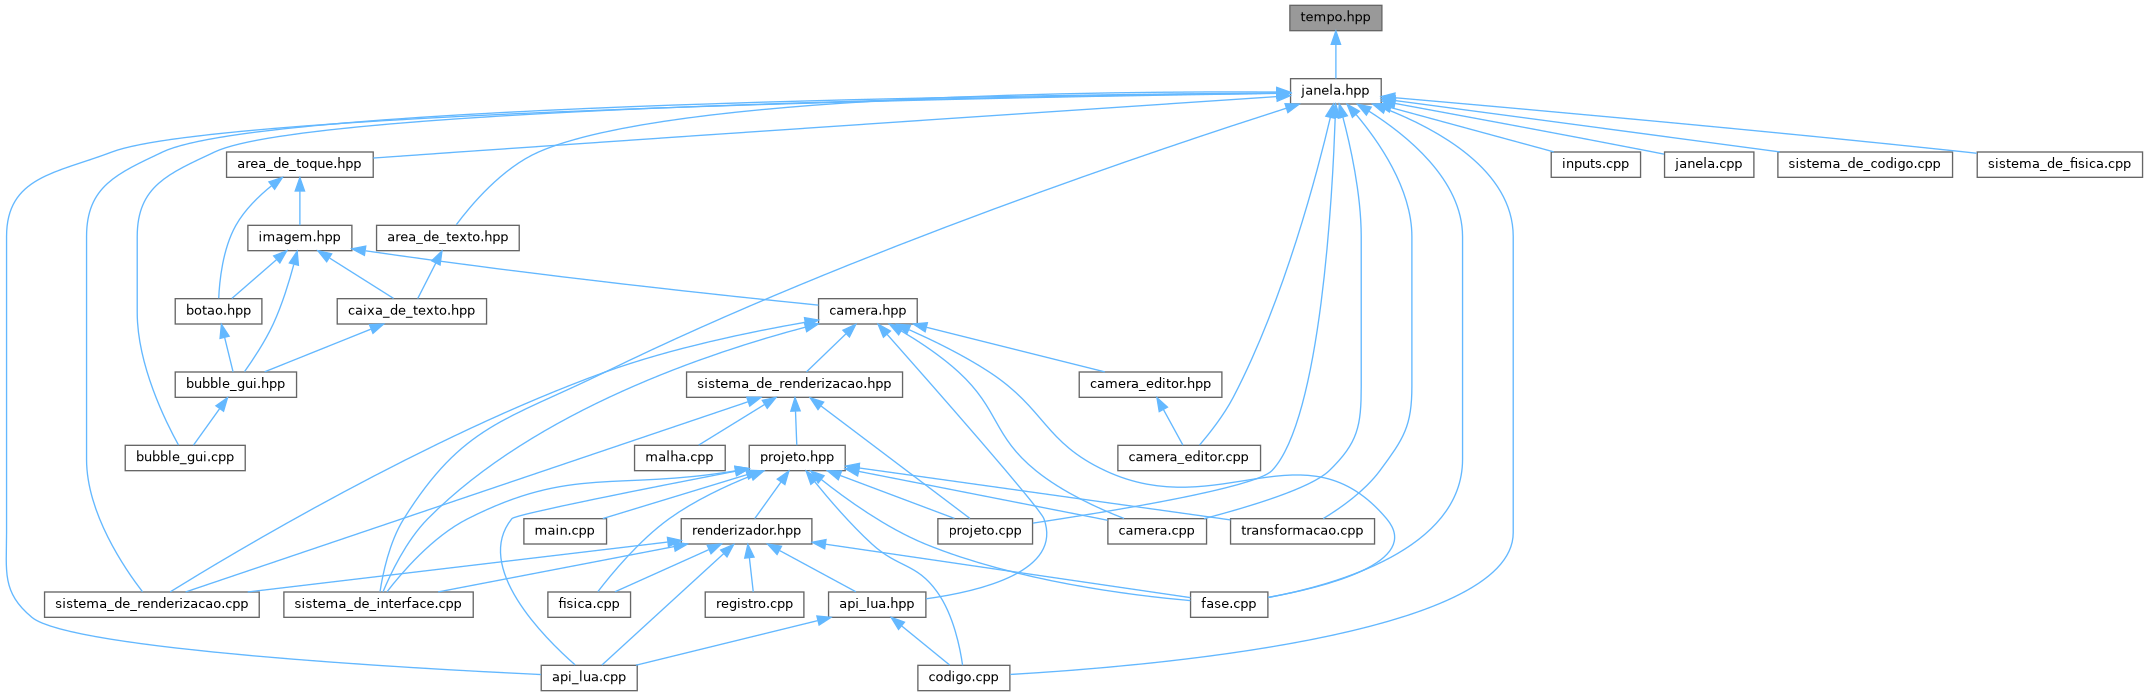 tempo.hpp
janela.hpp
area_de_toque.hpp
inputs.cpp
janela.cpp
sistema_de_codigo.cpp
sistema_de_fisica.cpp
imagem.hpp
area_de_texto.hpp
botao.hpp
caixa_de_texto.hpp
camera.hpp
bubble_gui.hpp
sistema_de_renderizacao.hpp
camera_editor.hpp
bubble_gui.cpp
malha.cpp
projeto.hpp
camera_editor.cpp
main.cpp
renderizador.hpp
projeto.cpp
camera.cpp
transformacao.cpp
sistema_de_renderizacao.cpp
sistema_de_interface.cpp
fisica.cpp
registro.cpp
api_lua.hpp
fase.cpp
api_lua.cpp
codigo.cpp